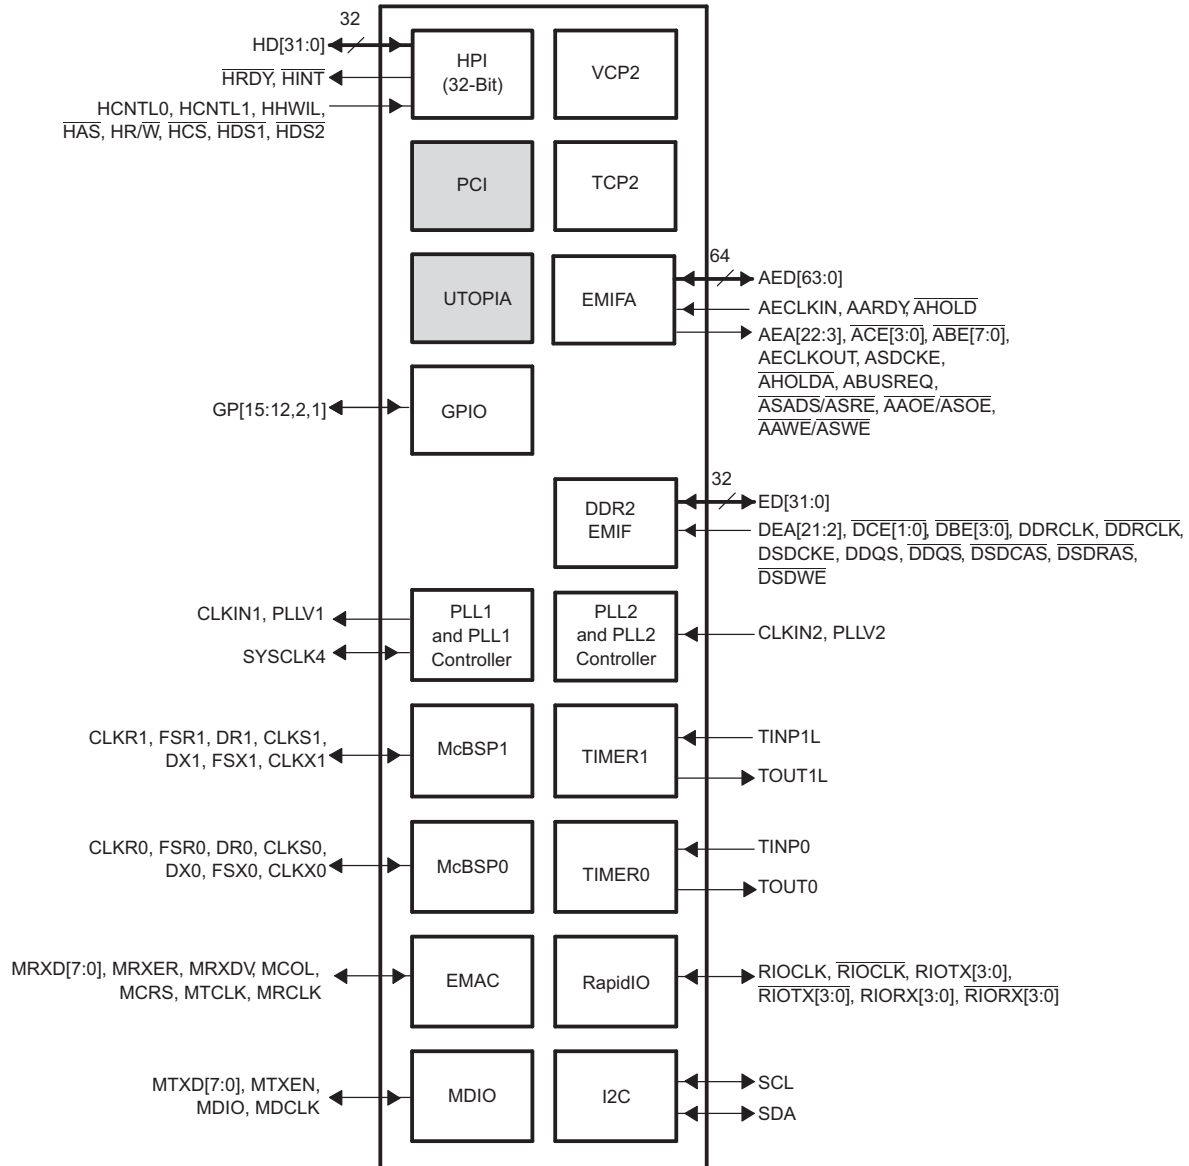 32
HD[31:0]
HPI
(32-Bit)
VCP2
HRDY, HINT
HCNTL0, HCNTL1, HHWIL,
HAS, HR/W, HCS, HDS1, HDS2
PCI
TCP2
UTOPIA
EMIFA
64
AED[63:0]
AECLKIN, AARDY, AHOLD
AEA[22:3], ACE[3:0], ABE[7:0],
AECLKOUT, ASDCKE,
AHOLDA, ABUSREQ,
ASADS/ASRE, AAOE/ASOE,
AAWE/ASWE
GP[15:12,2,1]
GPIO
DDR2
EMIF
32
ED[31:0]
DEA[21:2], DCE[1:0], DBE[3:0], DDRCLK, DDRCLK,
DSDCKE, DDQS, DDQS, DSDCAS, DSDRAS,
DSDWE
CLKIN1, PLLV1
SYSCLK4
PLL1
and PLL1
Controller
PLL2
and PLL2
Controller
CLKIN2, PLLV2
CLKR1, FSR1, DR1, CLKS1,
DX1, FSX1, CLKX1
McBSP1
TIMER1
TINP1L
TOUT1L
CLKR0, FSR0, DR0, CLKS0,
DX0, FSX0, CLKX0
McBSP0
TIMER0
TINP0
TOUT0
MRXD[7:0], MRXER, MRXDV, MCOL,
MCRS, MTCLK, MRCLK
EMAC
RapidIO
RIOCLK, RIOCLK, RIOTX[3:0],
RIOTX[3:0], RIORX[3:0], RIORX[3:0]
MTXD[7:0], MTXEN,
MDIO, MDCLK
MDIO
I2C
SCL
SDA